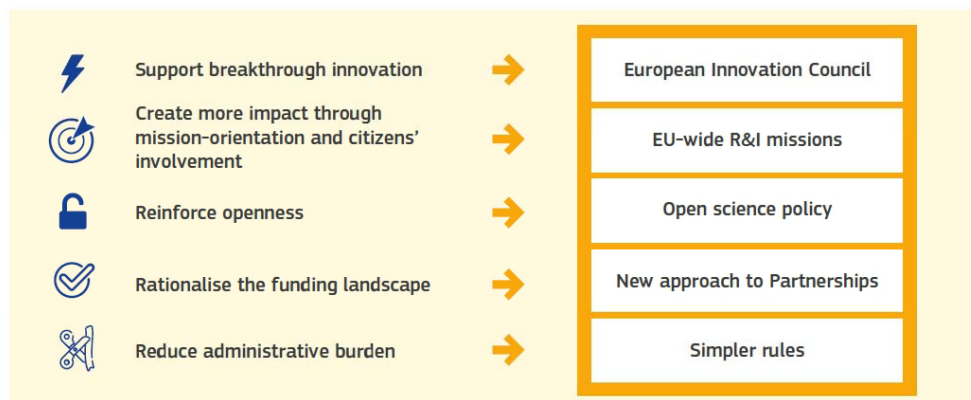 Support breakthrough innovation
European Innovation Council
Create more impact through
mission-orientation and citizens’
involvement
EU-wide R&I missions
Reinforce openness
Open science policy
Rationalise the funding landscape
New approach to Partnerships
Reduce administrative burden
Simpler rules